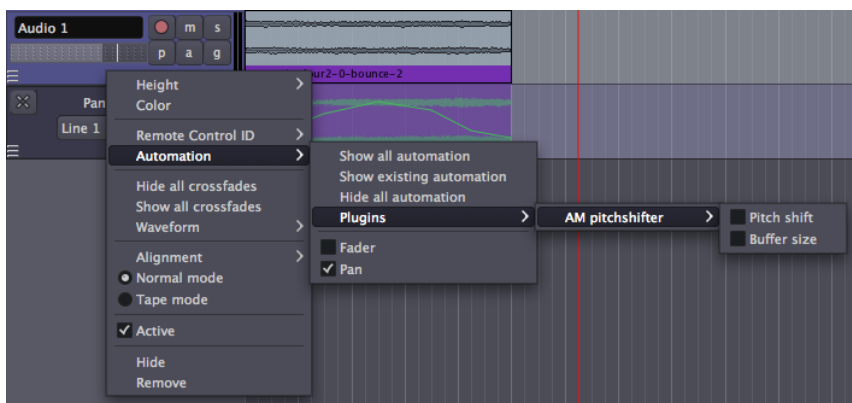 Audio 1
m s
p a g
ur2-0-bounce-2
Pan
Line 1
Height
Color
Remote Control ID
Automation
Hide all crossfades
Show all crossfades
Waveform
Alignment
Normal mode
Tape mode
Active
Hide
Remove
Show all automation
Show existing automation
Hide all automation
Plugins
Fader
Pan
AM pitchshifter
Pitch shift
Buffer size